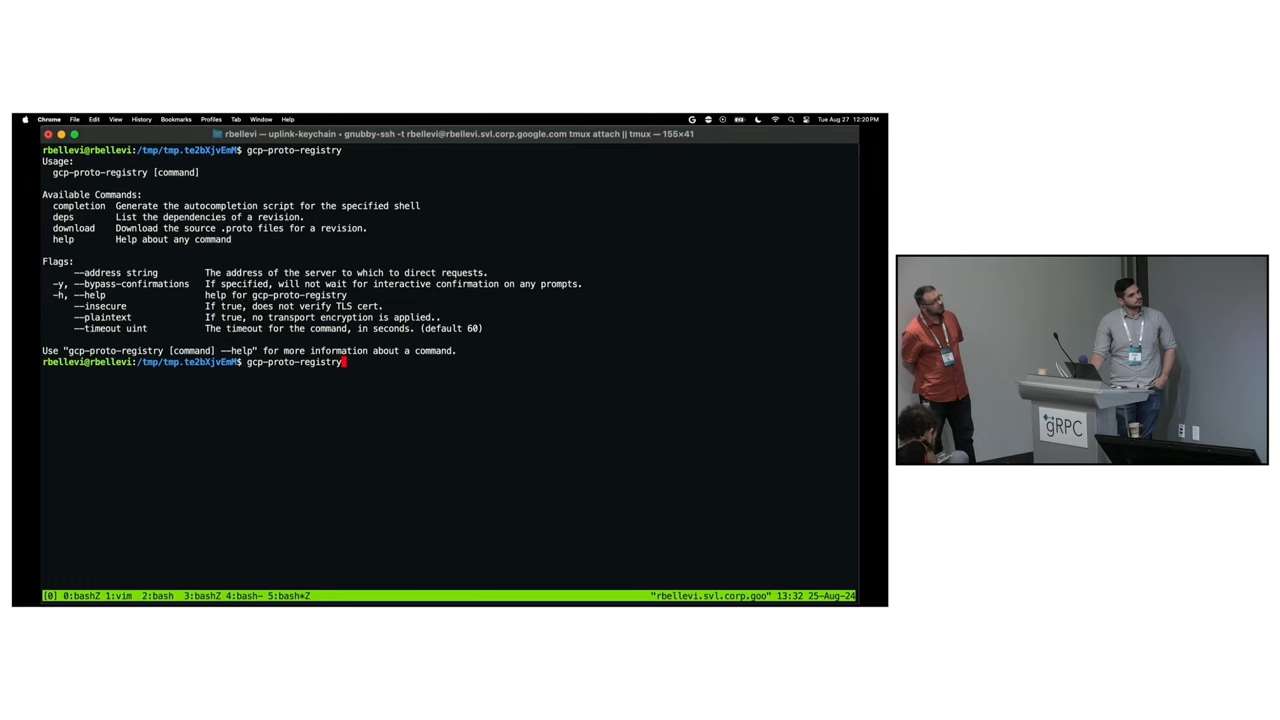 Chrome File Edit View History Bookmarks Profiles Tab Window Help Tue Aug 27 12:20PM
rbellevi — uplink-keychain • gnubby-ssh -t rbellevi@rbellevi.svl.corp.google.com tmux attach || tmux — 155×41
rbellevi@rbellevi:/tmp/tmp.te2bXjvEmM$ gcp-proto-registry
Usage:
gcp-proto-registry [command]
Available Commands:
completion Generate the autocompletion script for the specified shell
deps List the dependencies of a revision.
download Download the source .proto files for a revision.
help Help about any command
Flags:
--address string The address of the server to which to direct requests.
-y, --bypass-confirmations If specified, will not wait for interactive confirmation on any prompts.
-h, --help help for gcp-proto-registry
--insecure If true, does not verify TLS cert.
--plaintext If true, no transport encryption is applied..
--timeout uint The timeout for the command, in seconds. (default 60)
Use "gcp-proto-registry [command] --help" for more information about a command.
rbellevi@rbellevi:/tmp/tmp.te2bXjvEmM$ gcp-proto-registry
[0] 0:bashZ 1:vim 2:bash 3:bashZ 4:bash- 5:bash*Z "rbellevi.svl.corp.goo" 13:32 25-Aug-24
gRPC